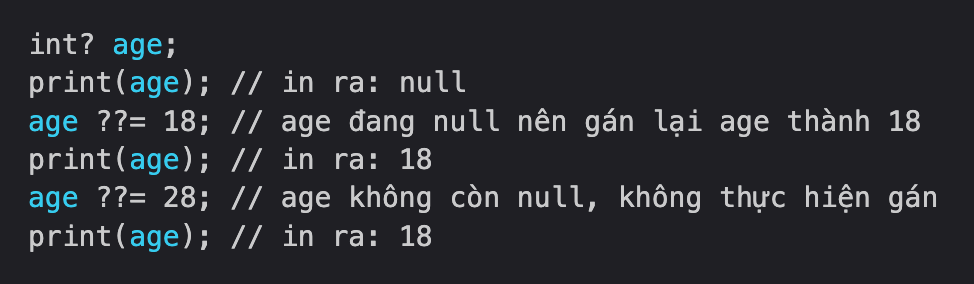 int? age;
print(age); // in ra: null
age ??= 18; // age đang null nên gán lại age thành 18
print(age); // in ra: 18
age ??= 28; // age không còn null, không thực hiện gán
print(age); // in ra: 18